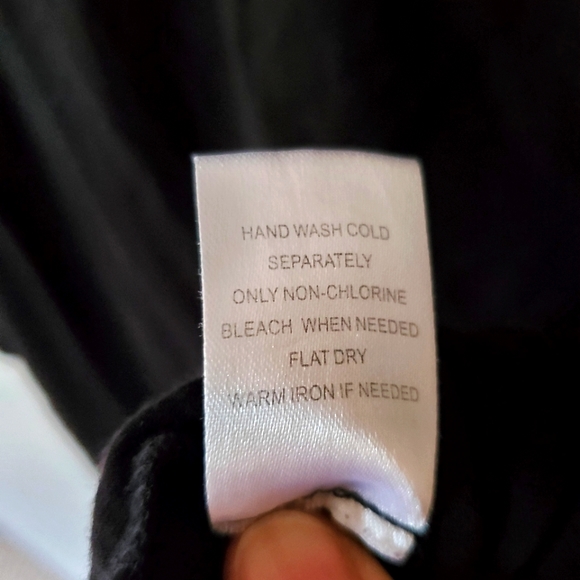 HAND WASH COLD
SEPARATELY
ONLY NON-CHLORINE
BLEACH WHEN NEEDED
FLAT DRY
WARM IRON IF NEEDED